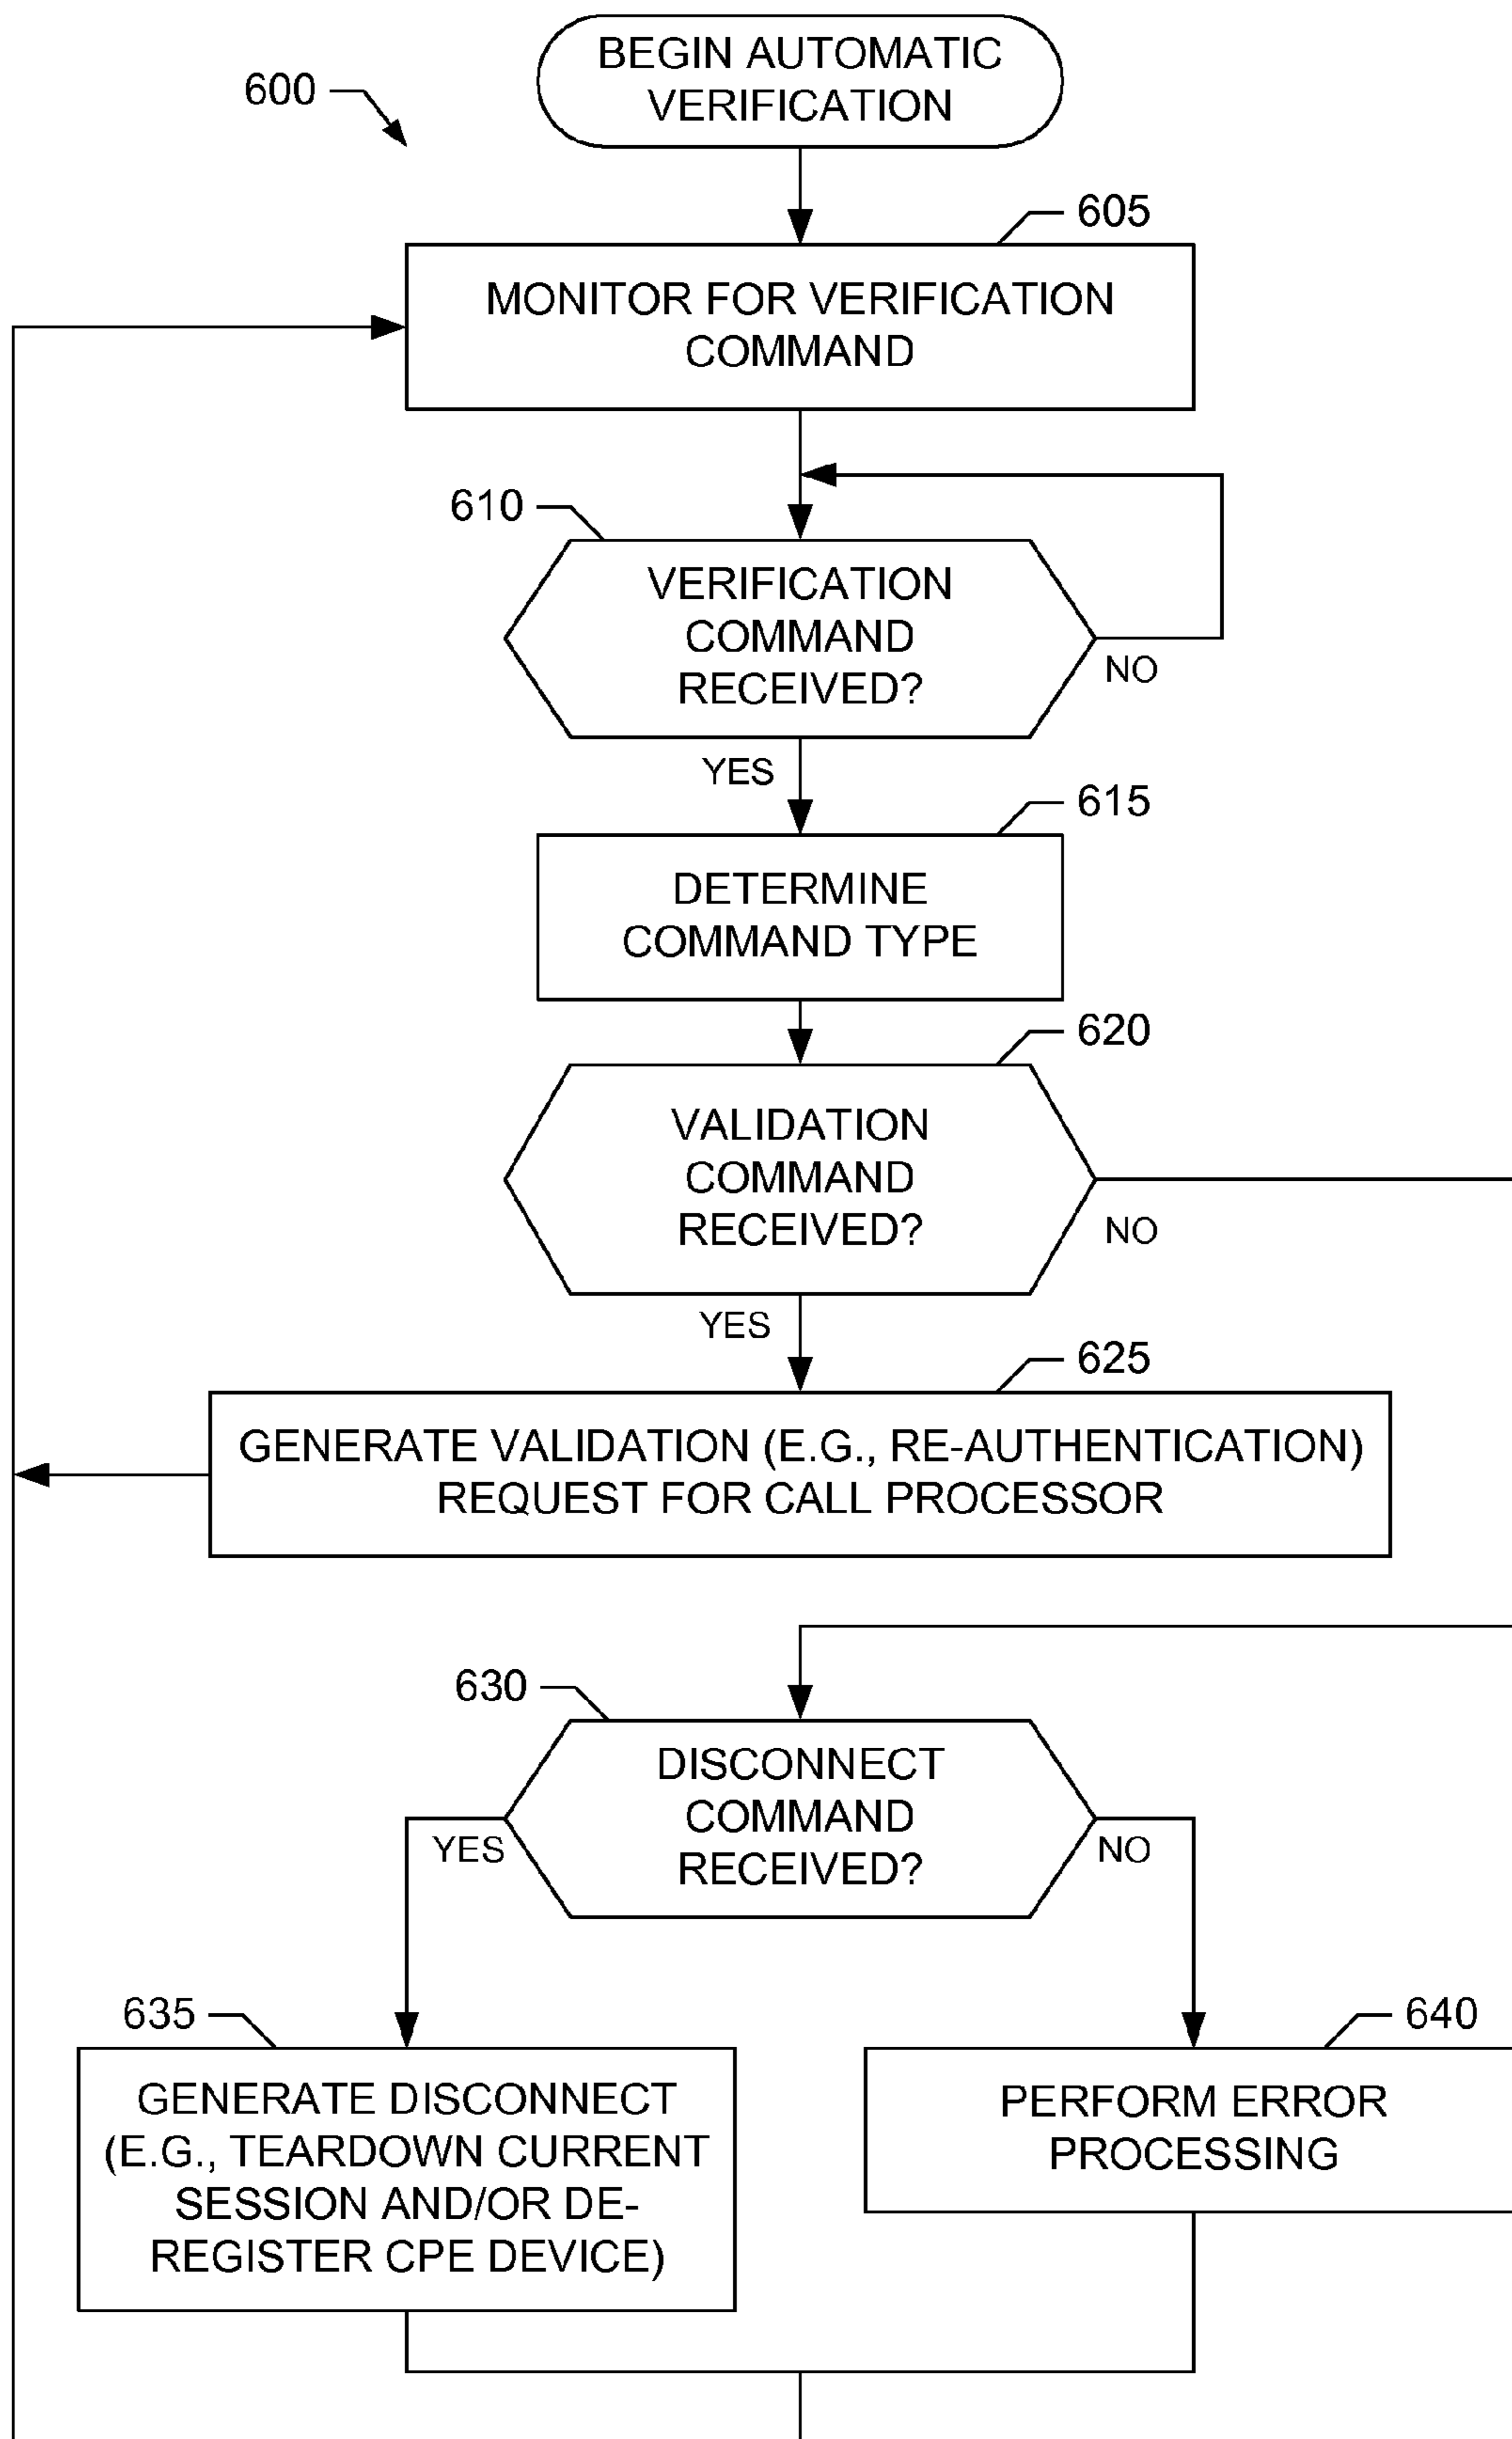 BEGIN AUTOMATIC
VERIFICATION
600
605
MONITOR FOR VERIFICATION
COMMAND
610
VERIFICATION
COMMAND
RECEIVED?
NO
YES
615
DETERMINE
COMMAND TYPE
620
VALIDATION
COMMAND
RECEIVED?
NO
YES
625
GENERATE VALIDATION (E.G., RE-AUTHENTICATION)
REQUEST FOR CALL PROCESSOR
630
DISCONNECT
COMMAND
RECEIVED?
YES
NO
635
GENERATE DISCONNECT
(E.G., TEARDOWN CURRENT
SESSION AND/OR DE-
REGISTER CPE DEVICE)
640
PERFORM ERROR
PROCESSING